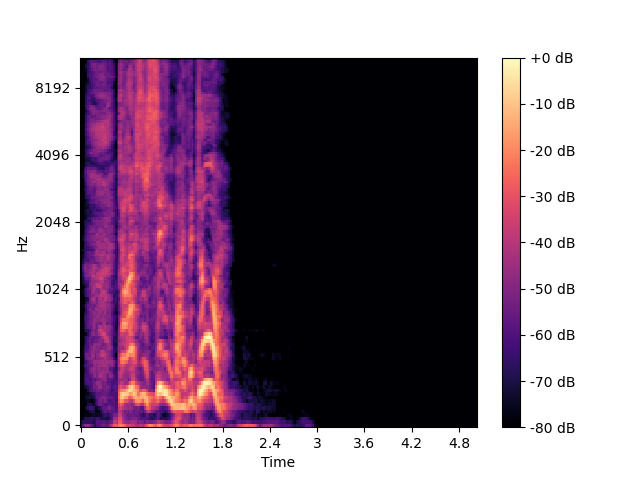 8192
4096
2048
1024
512
0
Hz
0
0.6
1.2
1.8
2.4
3
3.6
4.2
4.8
Time
+0 dB
-10 dB
-20 dB
-30 dB
-40 dB
-50 dB
-60 dB
-70 dB
-80 dB